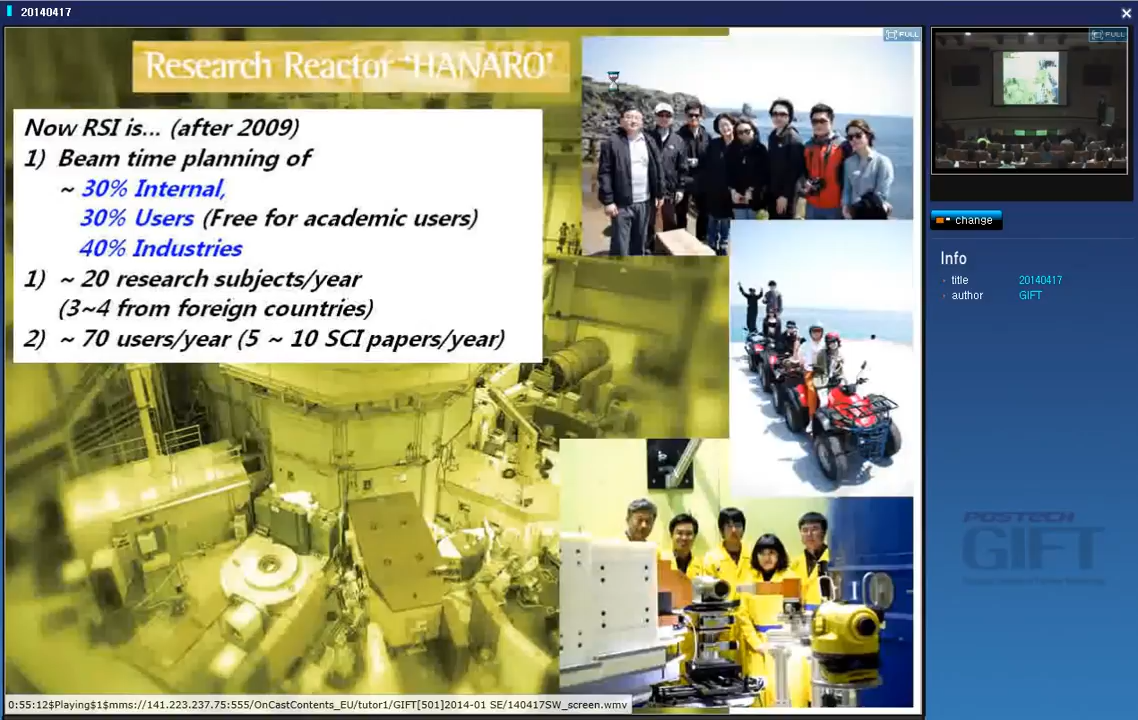 20140417
FULL
FULL
Research Reactor 'HANARO'
Now RSI is... (after 2009)
1) Beam time planning of
~ 30% Internal,
30% Users (Free for academic users)
40% Industries
1) ~ 20 research subjects/year
(3~4 from foreign countries)
2) ~ 70 users/year (5 ~ 10 SCI papers/year)
change
Info
title 20140417
author GIFT
POSTECH
GIFT
0:55:12$Playing$1$mms://141.223.237.75:555/OnCastContents_EU/tutor1/GIFT[501]2014-01 SE/140417SW_screen.wmv